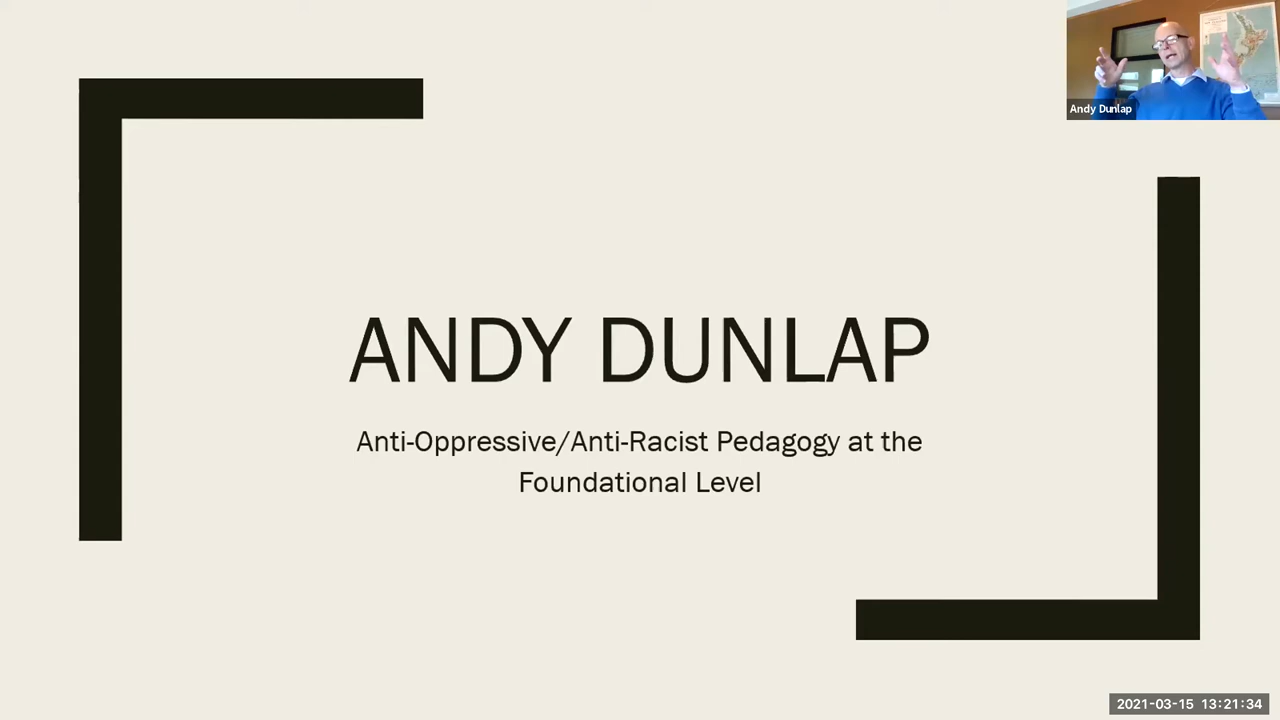 Andy Dunlap
ANDY DUNLAP
Anti-Oppressive/Anti-Racist Pedagogy at the
Foundational Level
2021-03-15 13:21:34